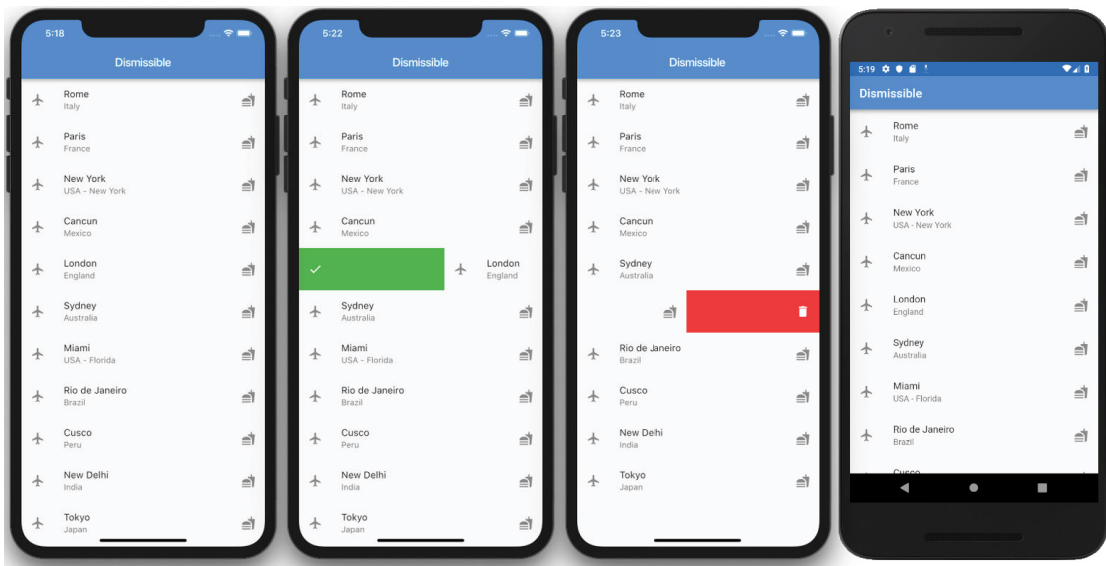 5:18
Dismissible
Rome
Italy
Paris
France
New York
USA - New York
Cancun
Mexico
London
England
Sydney
Australia
Miami
USA - Florida
Rio de Janeiro
Brazil
Cusco
Peru
New Delhi
India
Tokyo
Japan
5:22
Dismissible
Rome
Italy
Paris
France
New York
USA - New York
Cancun
Mexico
London
England
Sydney
Australia
Miami
USA - Florida
Rio de Janeiro
Brazil
Cusco
Peru
New Delhi
India
Tokyo
Japan
5:23
Dismissible
Rome
Italy
Paris
France
New York
USA - New York
Cancun
Mexico
Sydney
Australia
Rio de Janeiro
Brazil
Cusco
Peru
New Dehi
India
Tokyo
Japan
5:19
Dismissible
Rome
Italy
Paris
France
New York
USA - New York
Cancun
Mexico
London
England
Sydney
Australia
Miami
USA - Florida
Rio de Janeiro
Brazil
Cusco